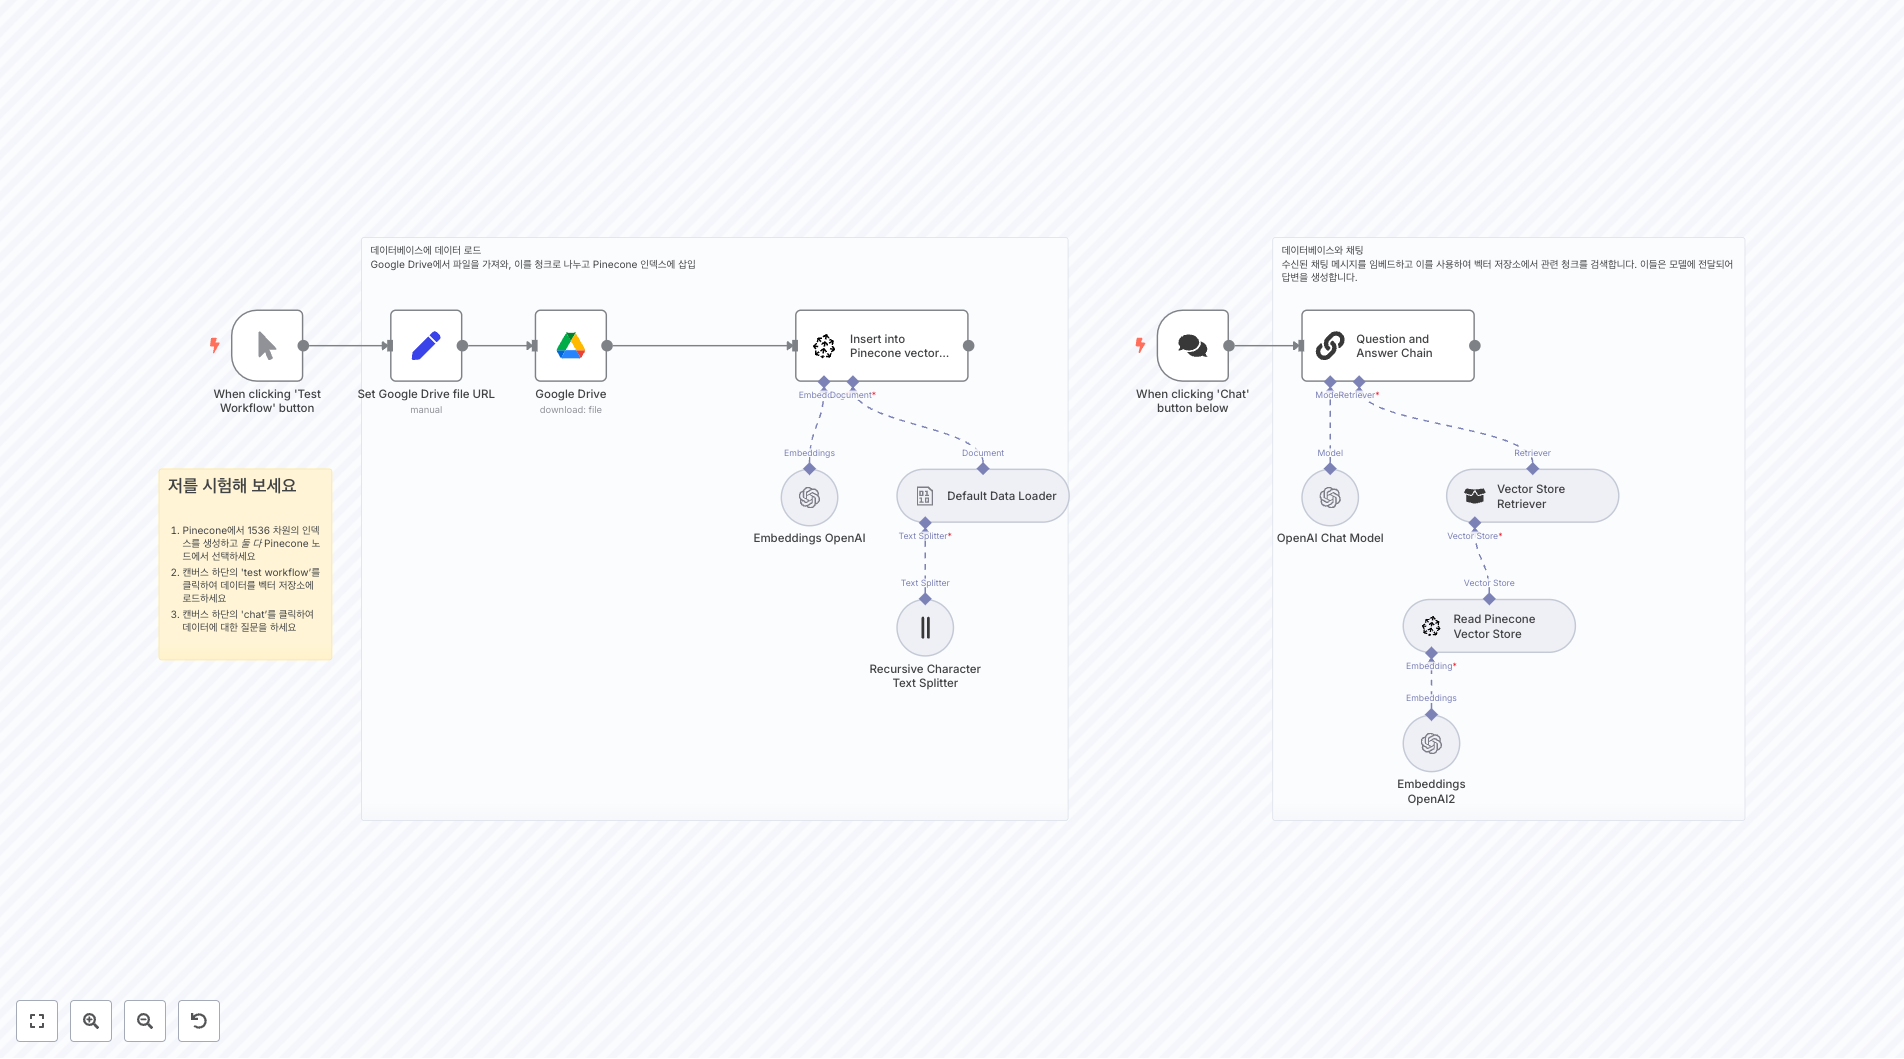 데이터베이스에 데이터 로드
Google Drive에서 파일을 가져와, 이를 청크로 나누고 Pinecone 인덱스에 삽입
When clicking 'Test
Workflow' button
Set Google Drive file URL
manual
Google Drive
download: file
Insert into
Pinecone vector...
Document*
Embeddings
Document
Embeddings OpenAI
Default Data Loader
Text Splitter*
Text Splitter
Recursive Character
Text Splitter
저를 시험해 보세요
1. Pinecone에서 1536 차원의 인덱
스를 생성하고 둘 다 Pinecone 노
드에서 선택하세요
2. 캔버스 하단의 'test workflow'를
클릭하여 데이터를 벡터 저장소에
로드하세요
3. 캔버스 하단의 'chat'를 클릭하여
데이터에 대한 질문을 하세요
When clicking 'Chat'
button below
데이터베이스와 채팅
수신된 채팅 메시지를 임베드하고 이를 사용하여 벡터 저장소에서 관련 청크를 검색합니다. 이들은 모델에 전달되어
답변을 생성합니다.
Question and
Answer Chain
Retriever*
Model
Retriever
OpenAI Chat Model
Vector Store
Retriever
Vector Store*
Vector Store
Read Pinecone
Vector Store
Embedding*
Embeddings
Embeddings
OpenAI2